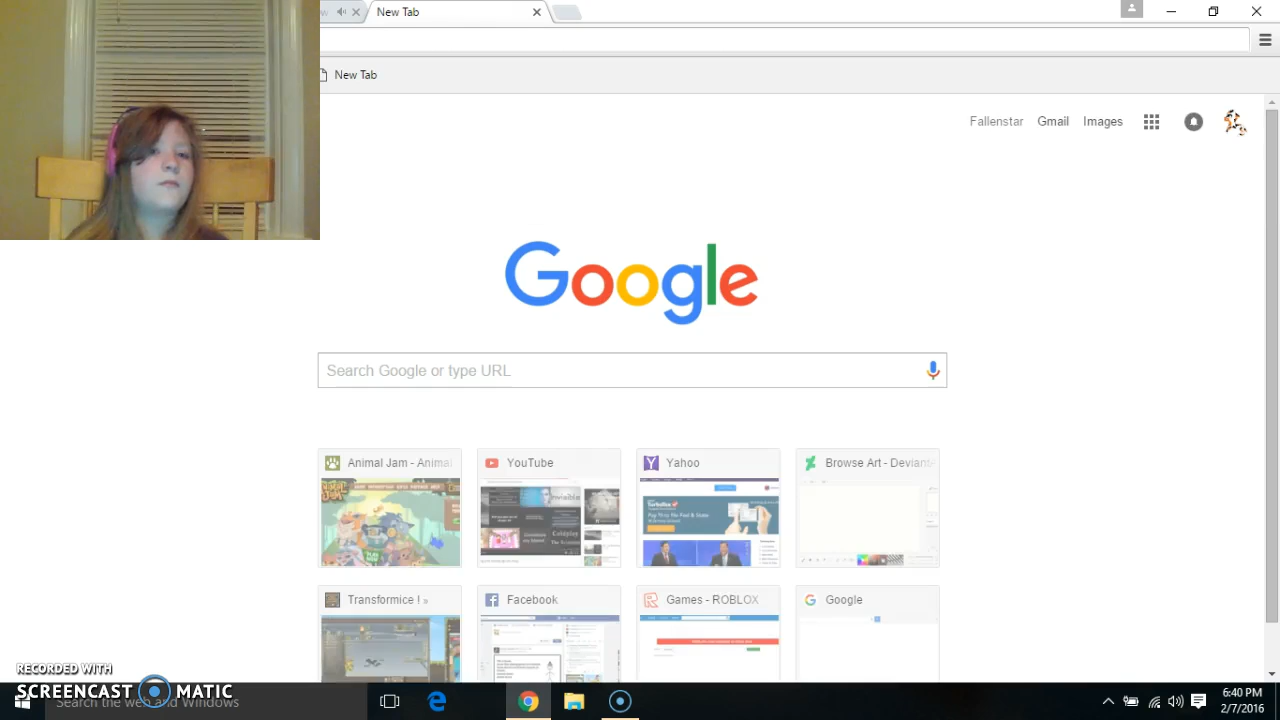 New Tab
New Tab
Fallenstar Gmail Images
Google
Search Google or type URL
Animal Jam - Animal YouTube Yahoo Browse Art - Deviant
Transformice ! » Facebook Games - ROBLOX Google
RECORDED WITH
SCREENCAST MATIC
Search the web and Windows
6:40 PM
2/7/2016